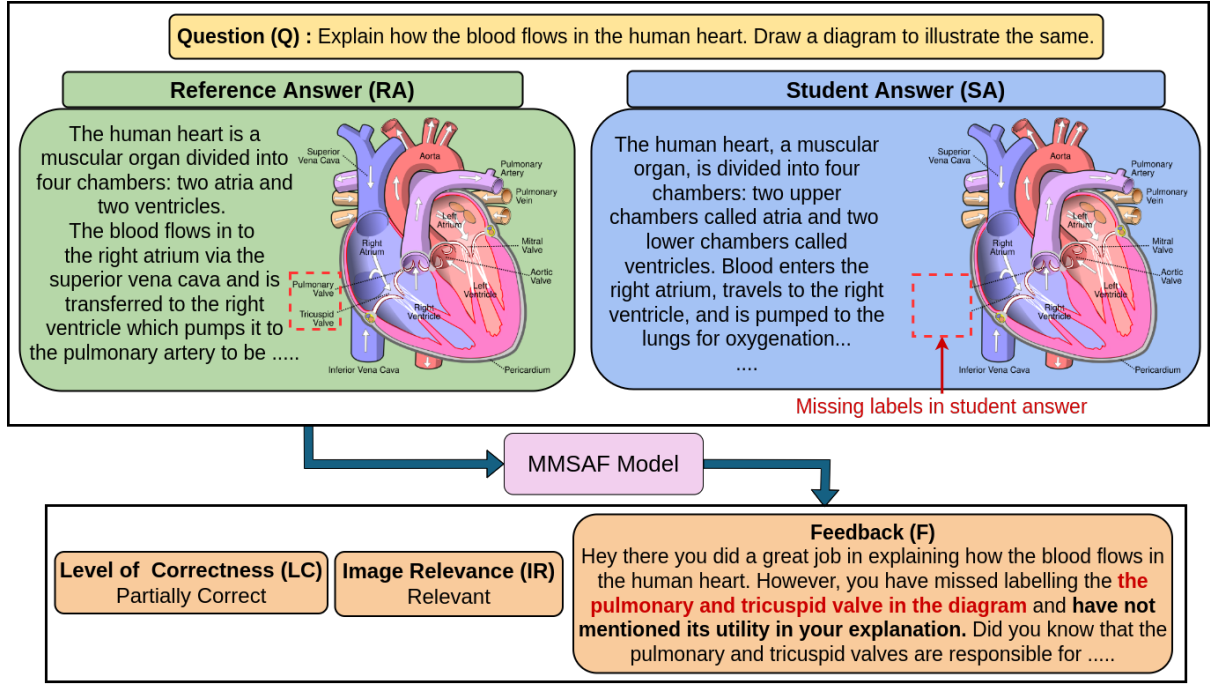 Question (Q) : Explain how the blood flows in the human heart. Draw a diagram to illustrate the same.
Reference Answer (RA)
The human heart is a
muscular organ divided into
four chambers: two atria and
two ventricles.
The blood flows in to
the right atrium via the
superior vena cava and is
transferred to the right
ventricle which pumps it to
the pulmonary artery to be .....
Superior
Vena Cava
Aorta
Left
Atrium
Right
Atrium
Mitral
Valve
Pulmonary
Valve
Aortic
Valve
Tricuspid
Valve
Left
Ventricle
Right
Ventricle
Inferior Vena Cava
Pericardium
Pulmonary
Artery
Pulmonary
Vein
Student Answer (SA)
The human heart, a muscular
organ, is divided into four
chambers: two upper
chambers called atria and two
lower chambers called
ventricles. Blood enters the
right atrium, travels to the right
ventricle, and is pumped to the
lungs for oxygenation...
....
Superior
Vena Cava
Aorta
Pulmonary
Artery
Pulmonary
Vein
Left
Atrium
Right
Atrium
Mitral
Valve
Aortic
Valve
Left
Ventricle
Right
Ventricle
Inferior Vena Cava
Pericardium
Missing labels in student answer
MMSAF Model
Level of Correctness (LC)
Partially Correct
Image Relevance (IR)
Relevant
Feedback (F)
Hey there you did a great job in explaining how the blood flows in
the human heart. However, you have missed labelling the the
pulmonary and tricuspid valve in the diagram and have not
mentioned its utility in your explanation. Did you know that the
pulmonary and tricuspid valves are responsible for .....